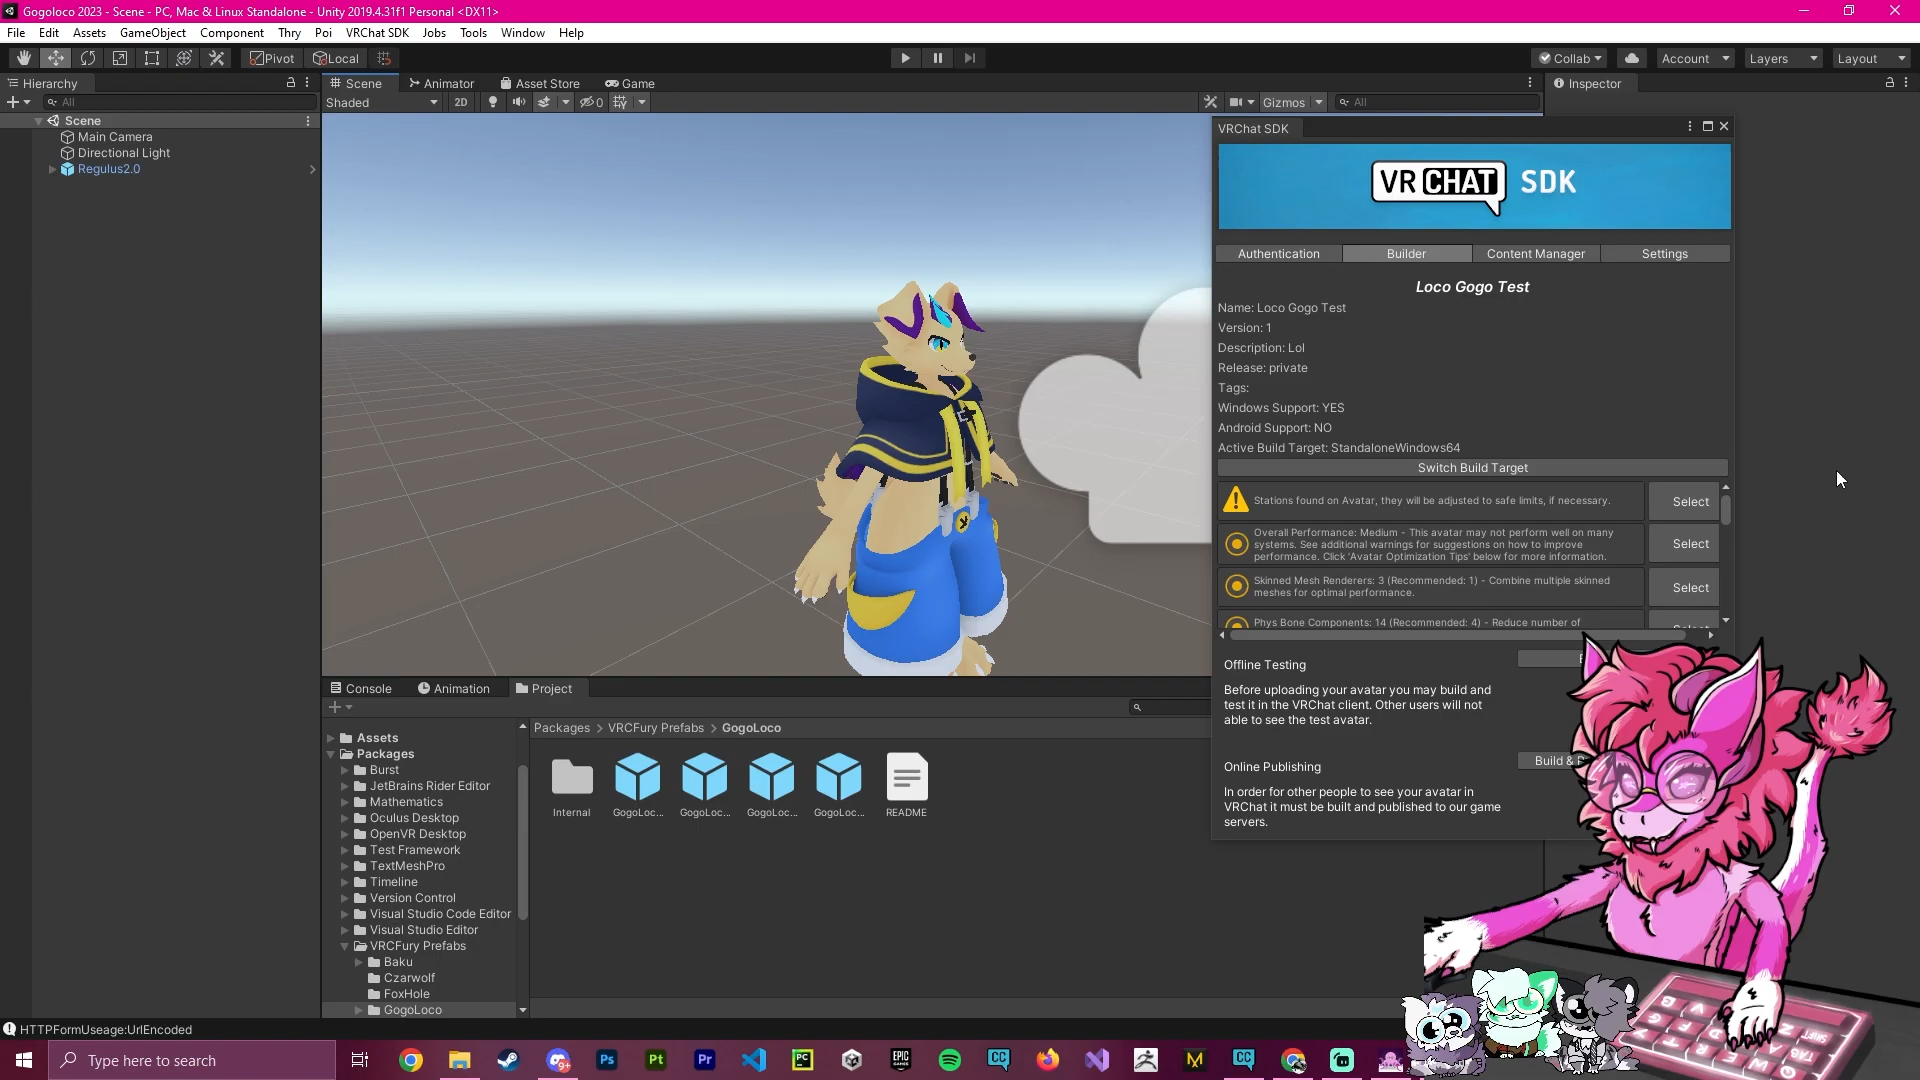 Gogoloco 2023 - Scene - PC, Mac & Linux Standalone - Unity 2019.4.31f1 Personal <DX11>
File Edit Assets GameObject Component Thry Poi VRChat SDK Jobs Tools Window Help
Pivot Local Collab Account Layers Layout
Hierarchy
All
Scene
Main Camera
Directional Light
Regulus2.0
Scene Animator Asset Store Game
Shaded 2D 0 Gizmos All
Inspector
VRChat SDK
VRCHAT SDK
Authentication Builder Content Manager Settings
Loco Gogo Test
Name: Loco Gogo Test
Version: 1
Description: Lol
Release: private
Tags:
Windows Support: YES
Android Support: NO
Active Build Target: StandaloneWindows64
Switch Build Target
Stations found on Avatar, they will be adjusted to safe limits, if necessary.
Select
Overall Performance: Medium - This avatar may not perform well on many
systems. See additional warnings for suggestions on how to improve
performance. Click 'Avatar Optimization Tips' below for more information.
Select
Skinned Mesh Renderers: 3 (Recommended: 1) - Combine multiple skinned
meshes for optimal performance.
Select
Phys Bone Components: 14 (Recommended: 4) - Reduce number of
Offline Testing
Before uploading your avatar you may build and
test it in the VRChat client. Other users will not
able to see the test avatar.
Online Publishing
Build &
In order for other people to see your avatar in
VRChat it must be built and published to our game
servers.
Console Animation Project
Assets
Packages
Burst
JetBrains Rider Editor
Mathematics
Oculus Desktop
OpenVR Desktop
Test Framework
TextMeshPro
Timeline
Version Control
Visual Studio Code Editor
Visual Studio Editor
VRCFury Prefabs
Baku
Czarwolf
FoxHole
GogoLoco
Packages > VRCFury Prefabs > GogoLoco
Internal GogoLoc... GogoLoc... GogoLoc... GogoLoc... README
HTTPFormUseage:UrlEncoded
Type here to search
9+ Ps Pt Pr PC EPIC GAMES CC M CC